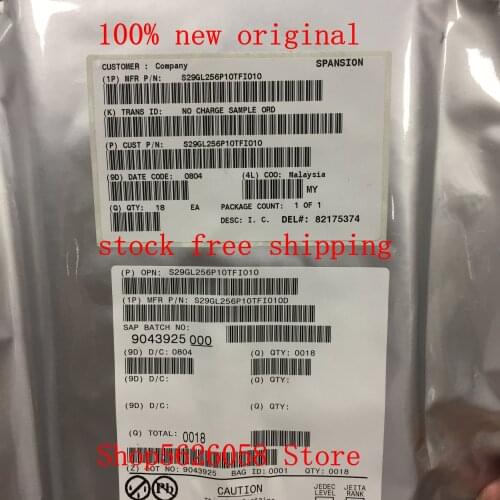 100% new original
CUSTOMER : Company SPANSION
(1P) MFR P/N: S29GL256P10TFI010
(K) TRANS ID: NO CHARGE SAMPLE ORD
(P) CUST P/N: S29GL256P10TFI010
(9D) DATE CODE: 0804 (4L) COO: Malaysia
MY
(Q) QTY: 18 EA PACKAGE COUNT: 1 OF 1
DESC: I. C. DEL#: 82175374
stock free shipping
(P) OPN: S29GL256P10TFI010
(1P) MFR P/N: S29GL256P10TFI010D
SAP BATCH NO:
9043925 000
(9D) D/C: 0804 (Q) QTY: 0018
(9D) D/C: (Q) QTY:
(9D) D/C: (Q) QTY:
(Q) TOTAL: 0018
Shop5626058 Store
(Z) LOT NO: 9043925 BAG ID: 0001 QTY: 0018
Pb
CAUTION
JEDEC LEVEL
JEITA RANK